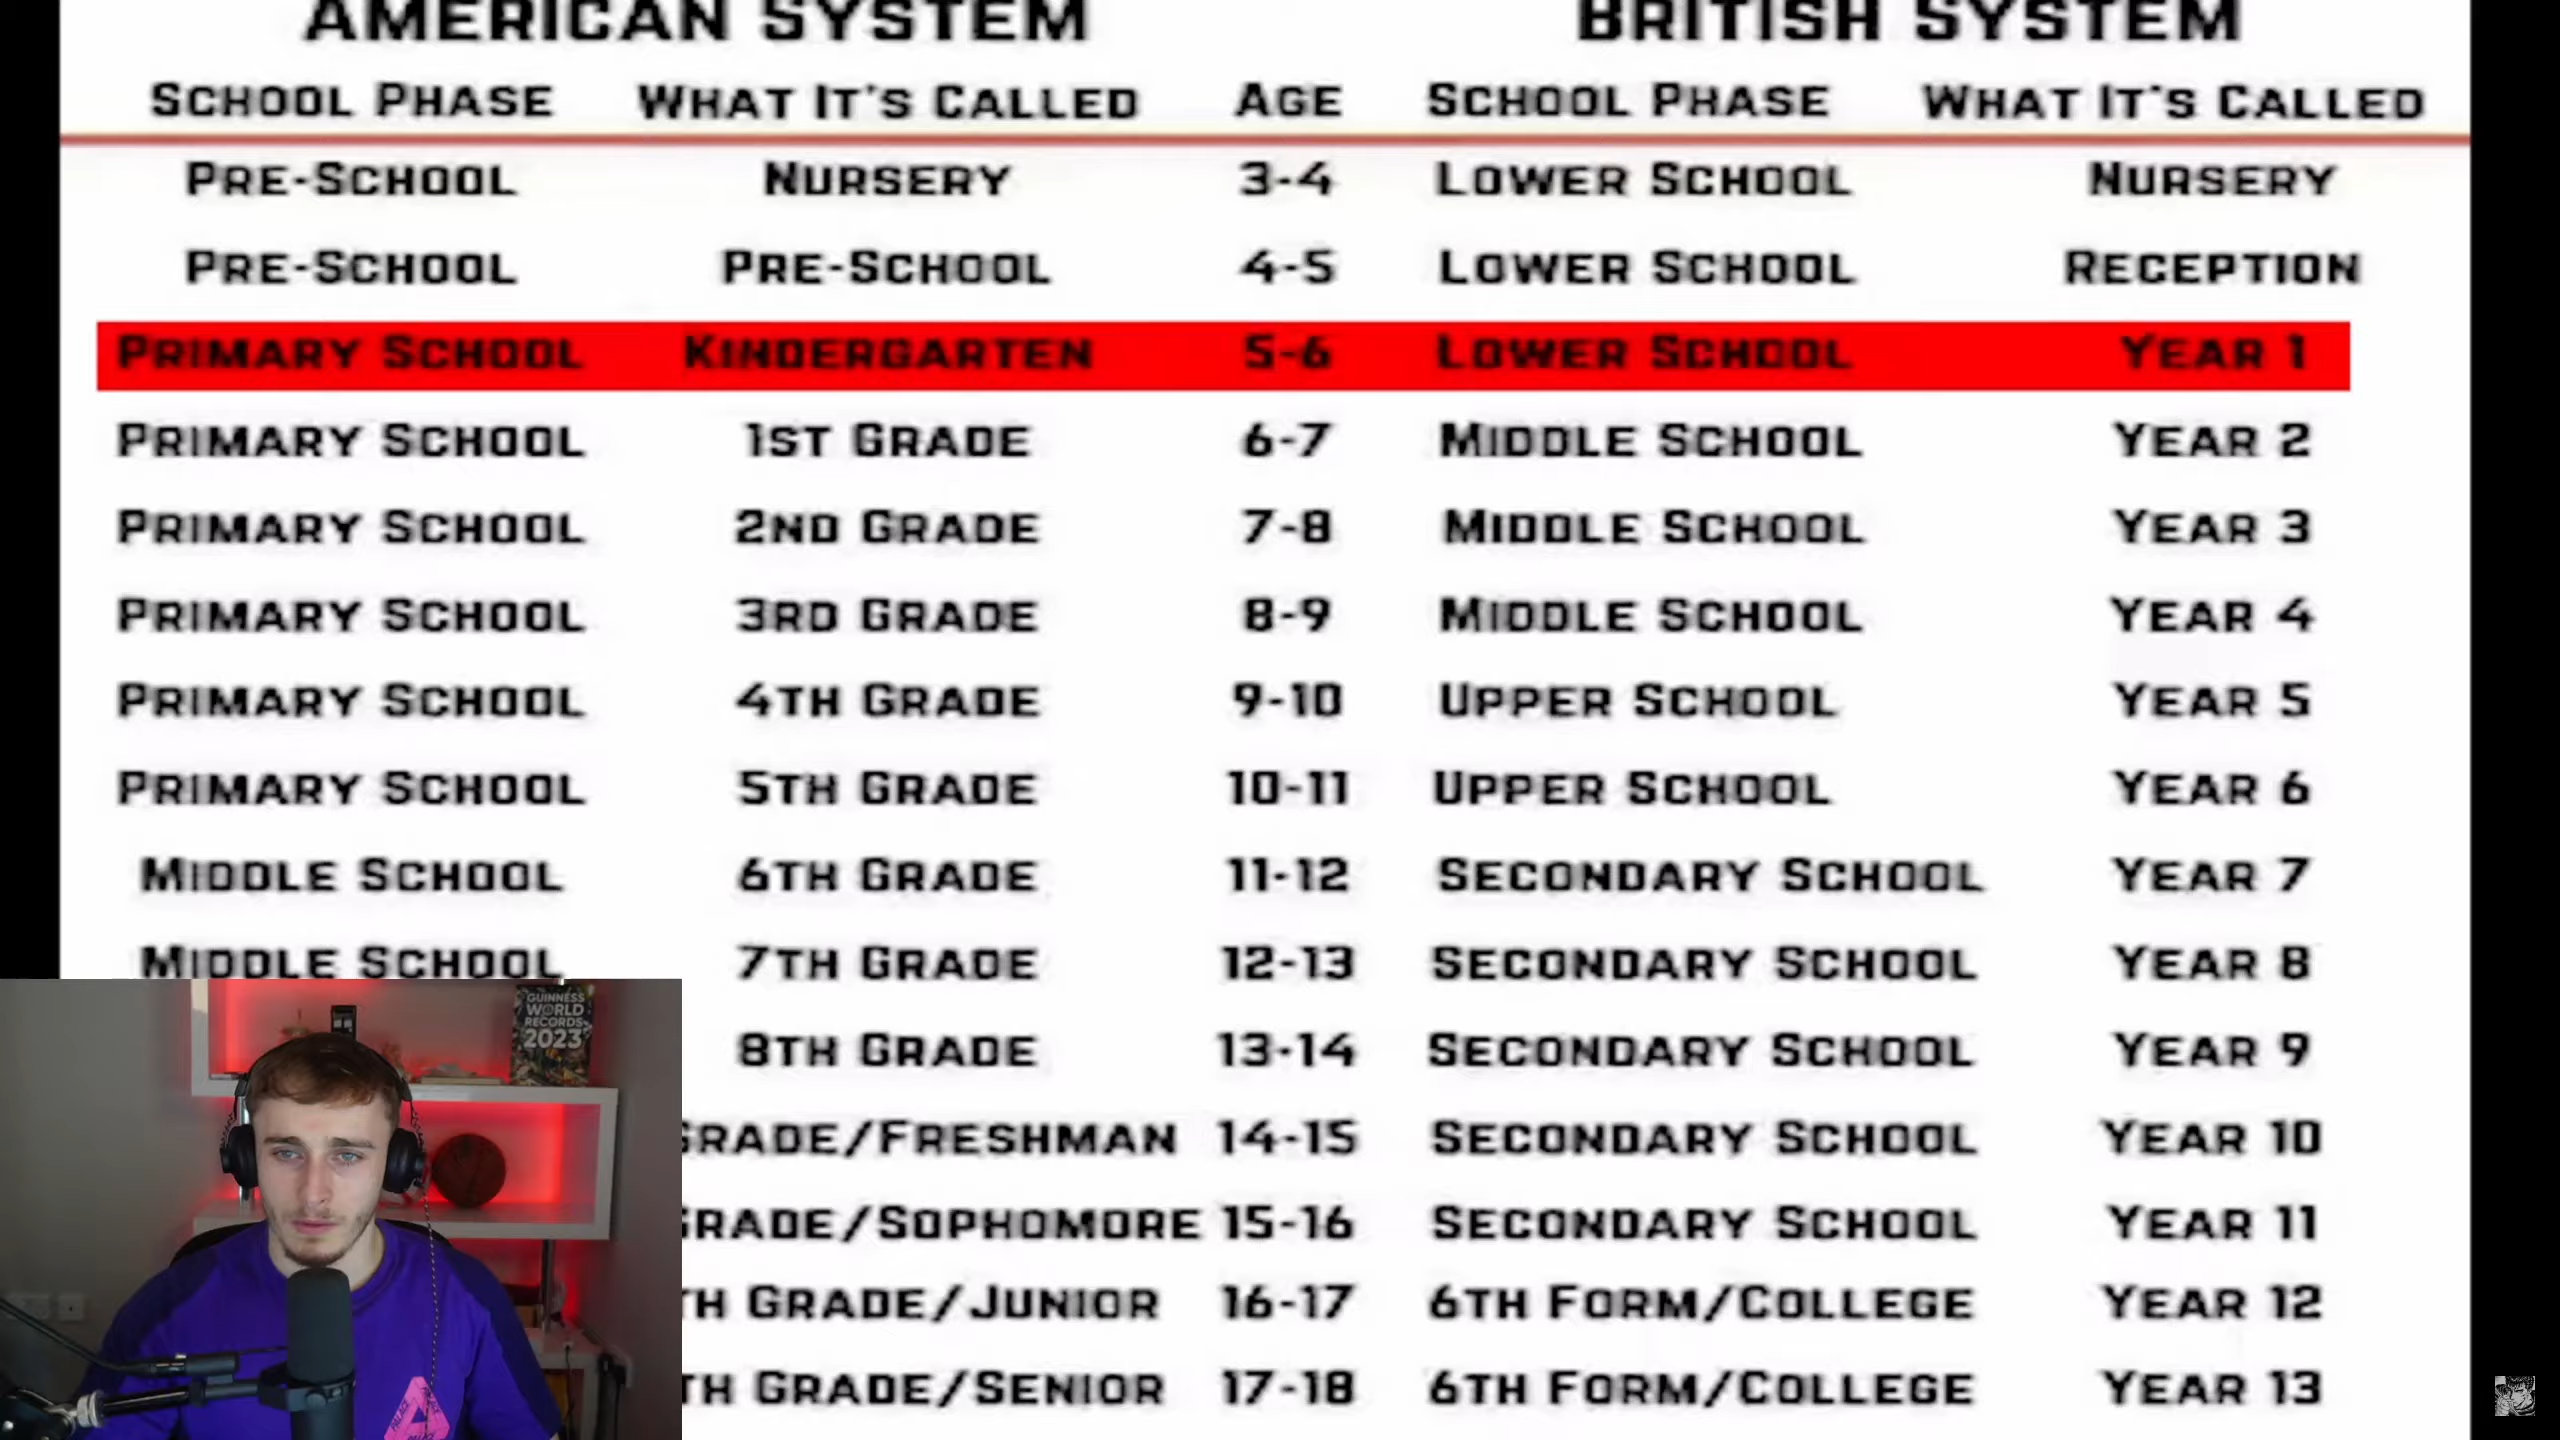 AMERICAN SYSTEM BRITISH SYSTEM
SCHOOL PHASE WHAT IT'S CALLED AGE SCHOOL PHASE WHAT IT'S CALLED
PRE-SCHOOL NURSERY 3-4 LOWER SCHOOL NURSERY
PRE-SCHOOL PRE-SCHOOL 4-5 LOWER SCHOOL RECEPTION
PRIMARY SCHOOL KINDERGARTEN 5-6 LOWER SCHOOL YEAR 1
PRIMARY SCHOOL 1ST GRADE 6-7 MIDDLE SCHOOL YEAR 2
PRIMARY SCHOOL 2ND GRADE 7-8 MIDDLE SCHOOL YEAR 3
PRIMARY SCHOOL 3RD GRADE 8-9 MIDDLE SCHOOL YEAR 4
PRIMARY SCHOOL 4TH GRADE 9-10 UPPER SCHOOL YEAR 5
PRIMARY SCHOOL 5TH GRADE 10-11 UPPER SCHOOL YEAR 6
MIDDLE SCHOOL 6TH GRADE 11-12 SECONDARY SCHOOL YEAR 7
MIDDLE SCHOOL 7TH GRADE 12-13 SECONDARY SCHOOL YEAR 8
8TH GRADE 13-14 SECONDARY SCHOOL YEAR 9
GRADE/FRESHMAN 14-15 SECONDARY SCHOOL YEAR 10
GRADE/SOPHOMORE 15-16 SECONDARY SCHOOL YEAR 11
TH GRADE/JUNIOR 16-17 6TH FORM/COLLEGE YEAR 12
TH GRADE/SENIOR 17-18 6TH FORM/COLLEGE YEAR 13
GUINNESS
WORLD
RECORDS
2023